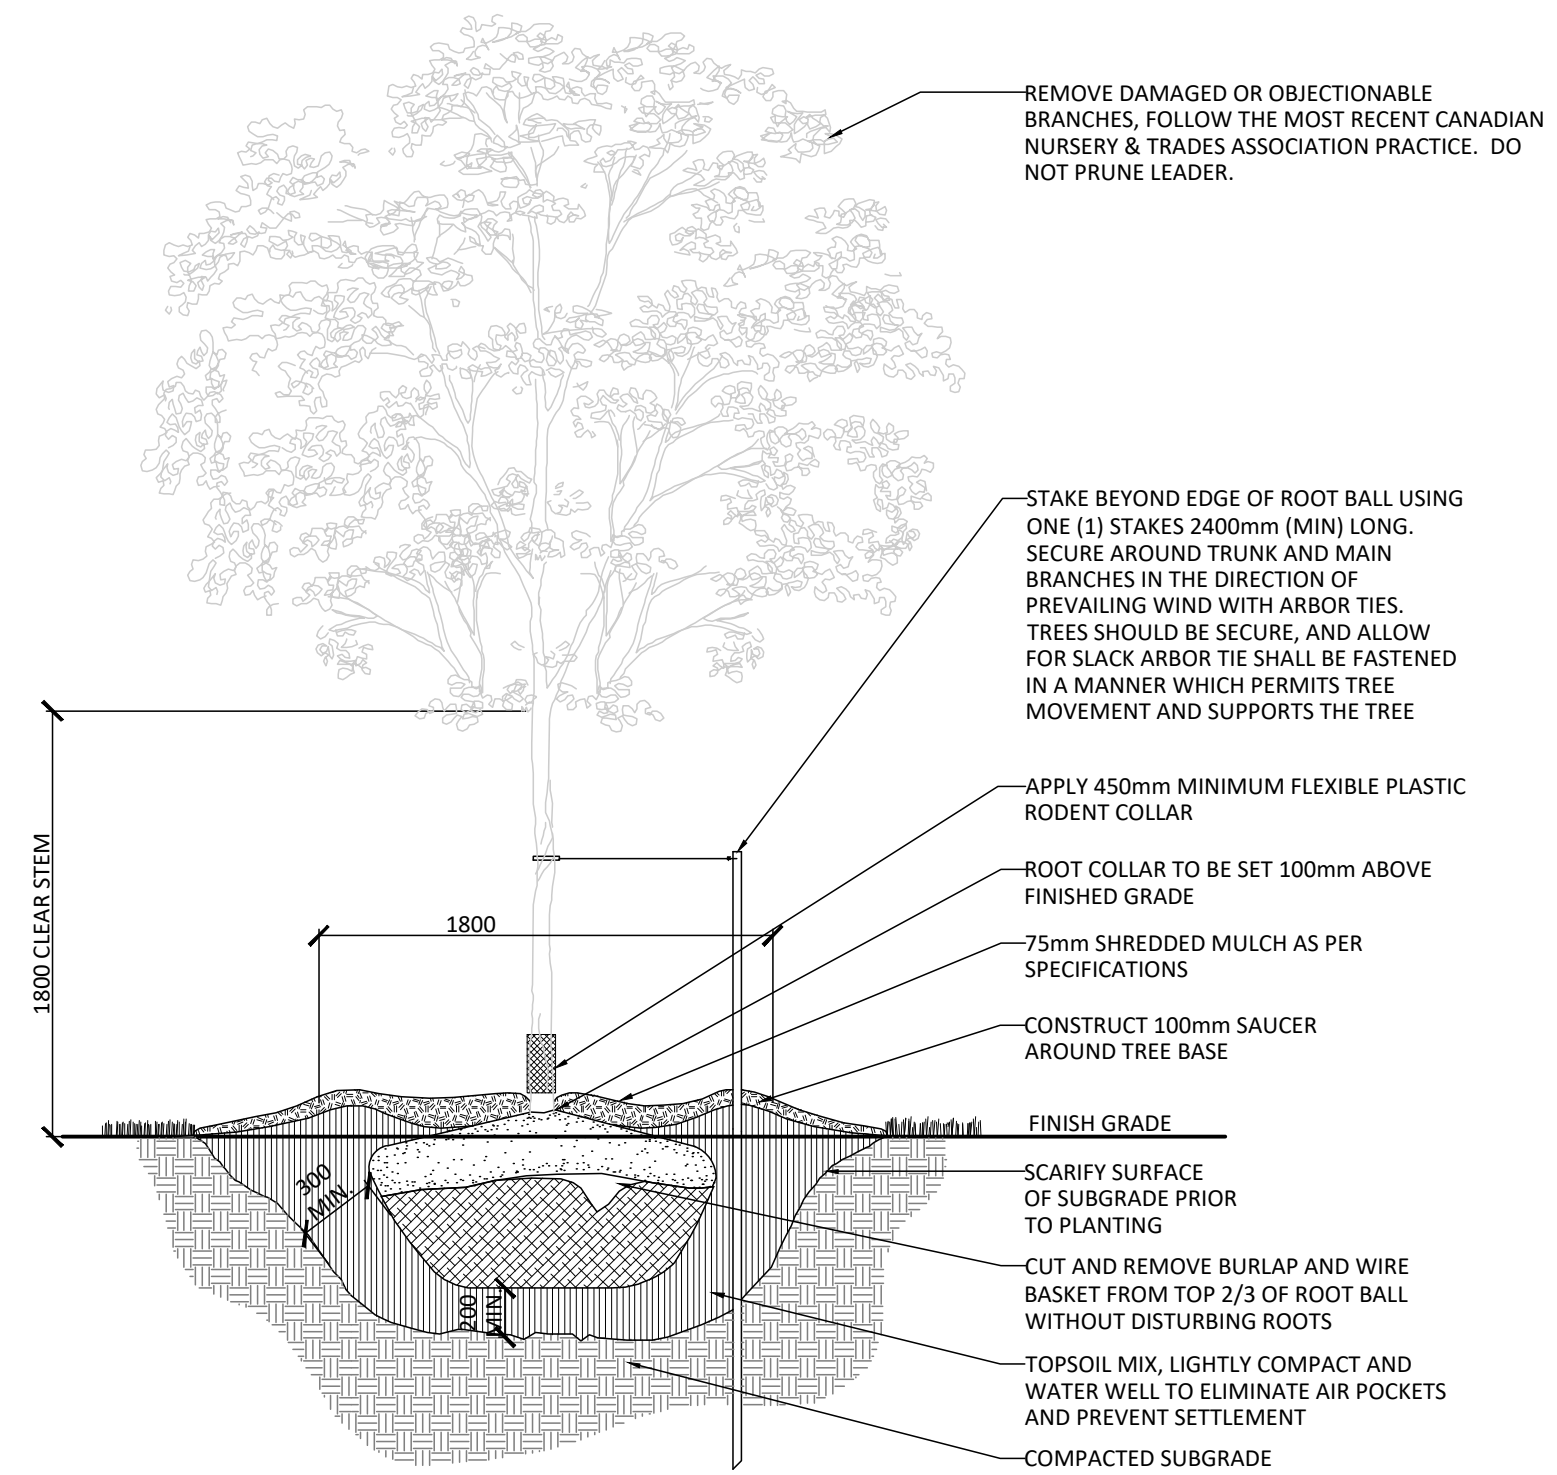 REMOVE DAMAGED OR OBJECTIONABLE
BRANCHES, FOLLOW THE MOST RECENT CANADIAN
NURSERY & TRADES ASSOCIATION PRACTICE. DO
NOT PRUNE LEADER.
STAKE BEYOND EDGE OF ROOT BALL USING
ONE (1) STAKES 2400mm (MIN) LONG.
SECURE AROUND TRUNK AND MAIN
BRANCHES IN THE DIRECTION OF
PREVAILING WIND WITH ARBOR TIES.
TREES SHOULD BE SECURE, AND ALLOW
FOR SLACK ARBOR TIE SHALL BE FASTENED
IN A MANNER WHICH PERMITS TREE
MOVEMENT AND SUPPORTS THE TREE
APPLY 450mm MINIMUM FLEXIBLE PLASTIC
RODENT COLLAR
ROOT COLLAR TO BE SET 100mm ABOVE
FINISHED GRADE
75mm SHREDDED MULCH AS PER
SPECIFICATIONS
CONSTRUCT 100mm SAUCER
AROUND TREE BASE
FINISH GRADE
SCARIFY SURFACE
OF SUBGRADE PRIOR
TO PLANTING
CUT AND REMOVE BURLAP AND WIRE
BASKET FROM TOP 2/3 OF ROOT BALL
WITHOUT DISTURBING ROOTS
TOPSOIL MIX, LIGHTLY COMPACT AND
WATER WELL TO ELIMINATE AIR POCKETS
AND PREVENT SETTLEMENT
COMPACTED SUBGRADE
1800 CLEAR STEM
1800
300
MIN.
200
MIN.